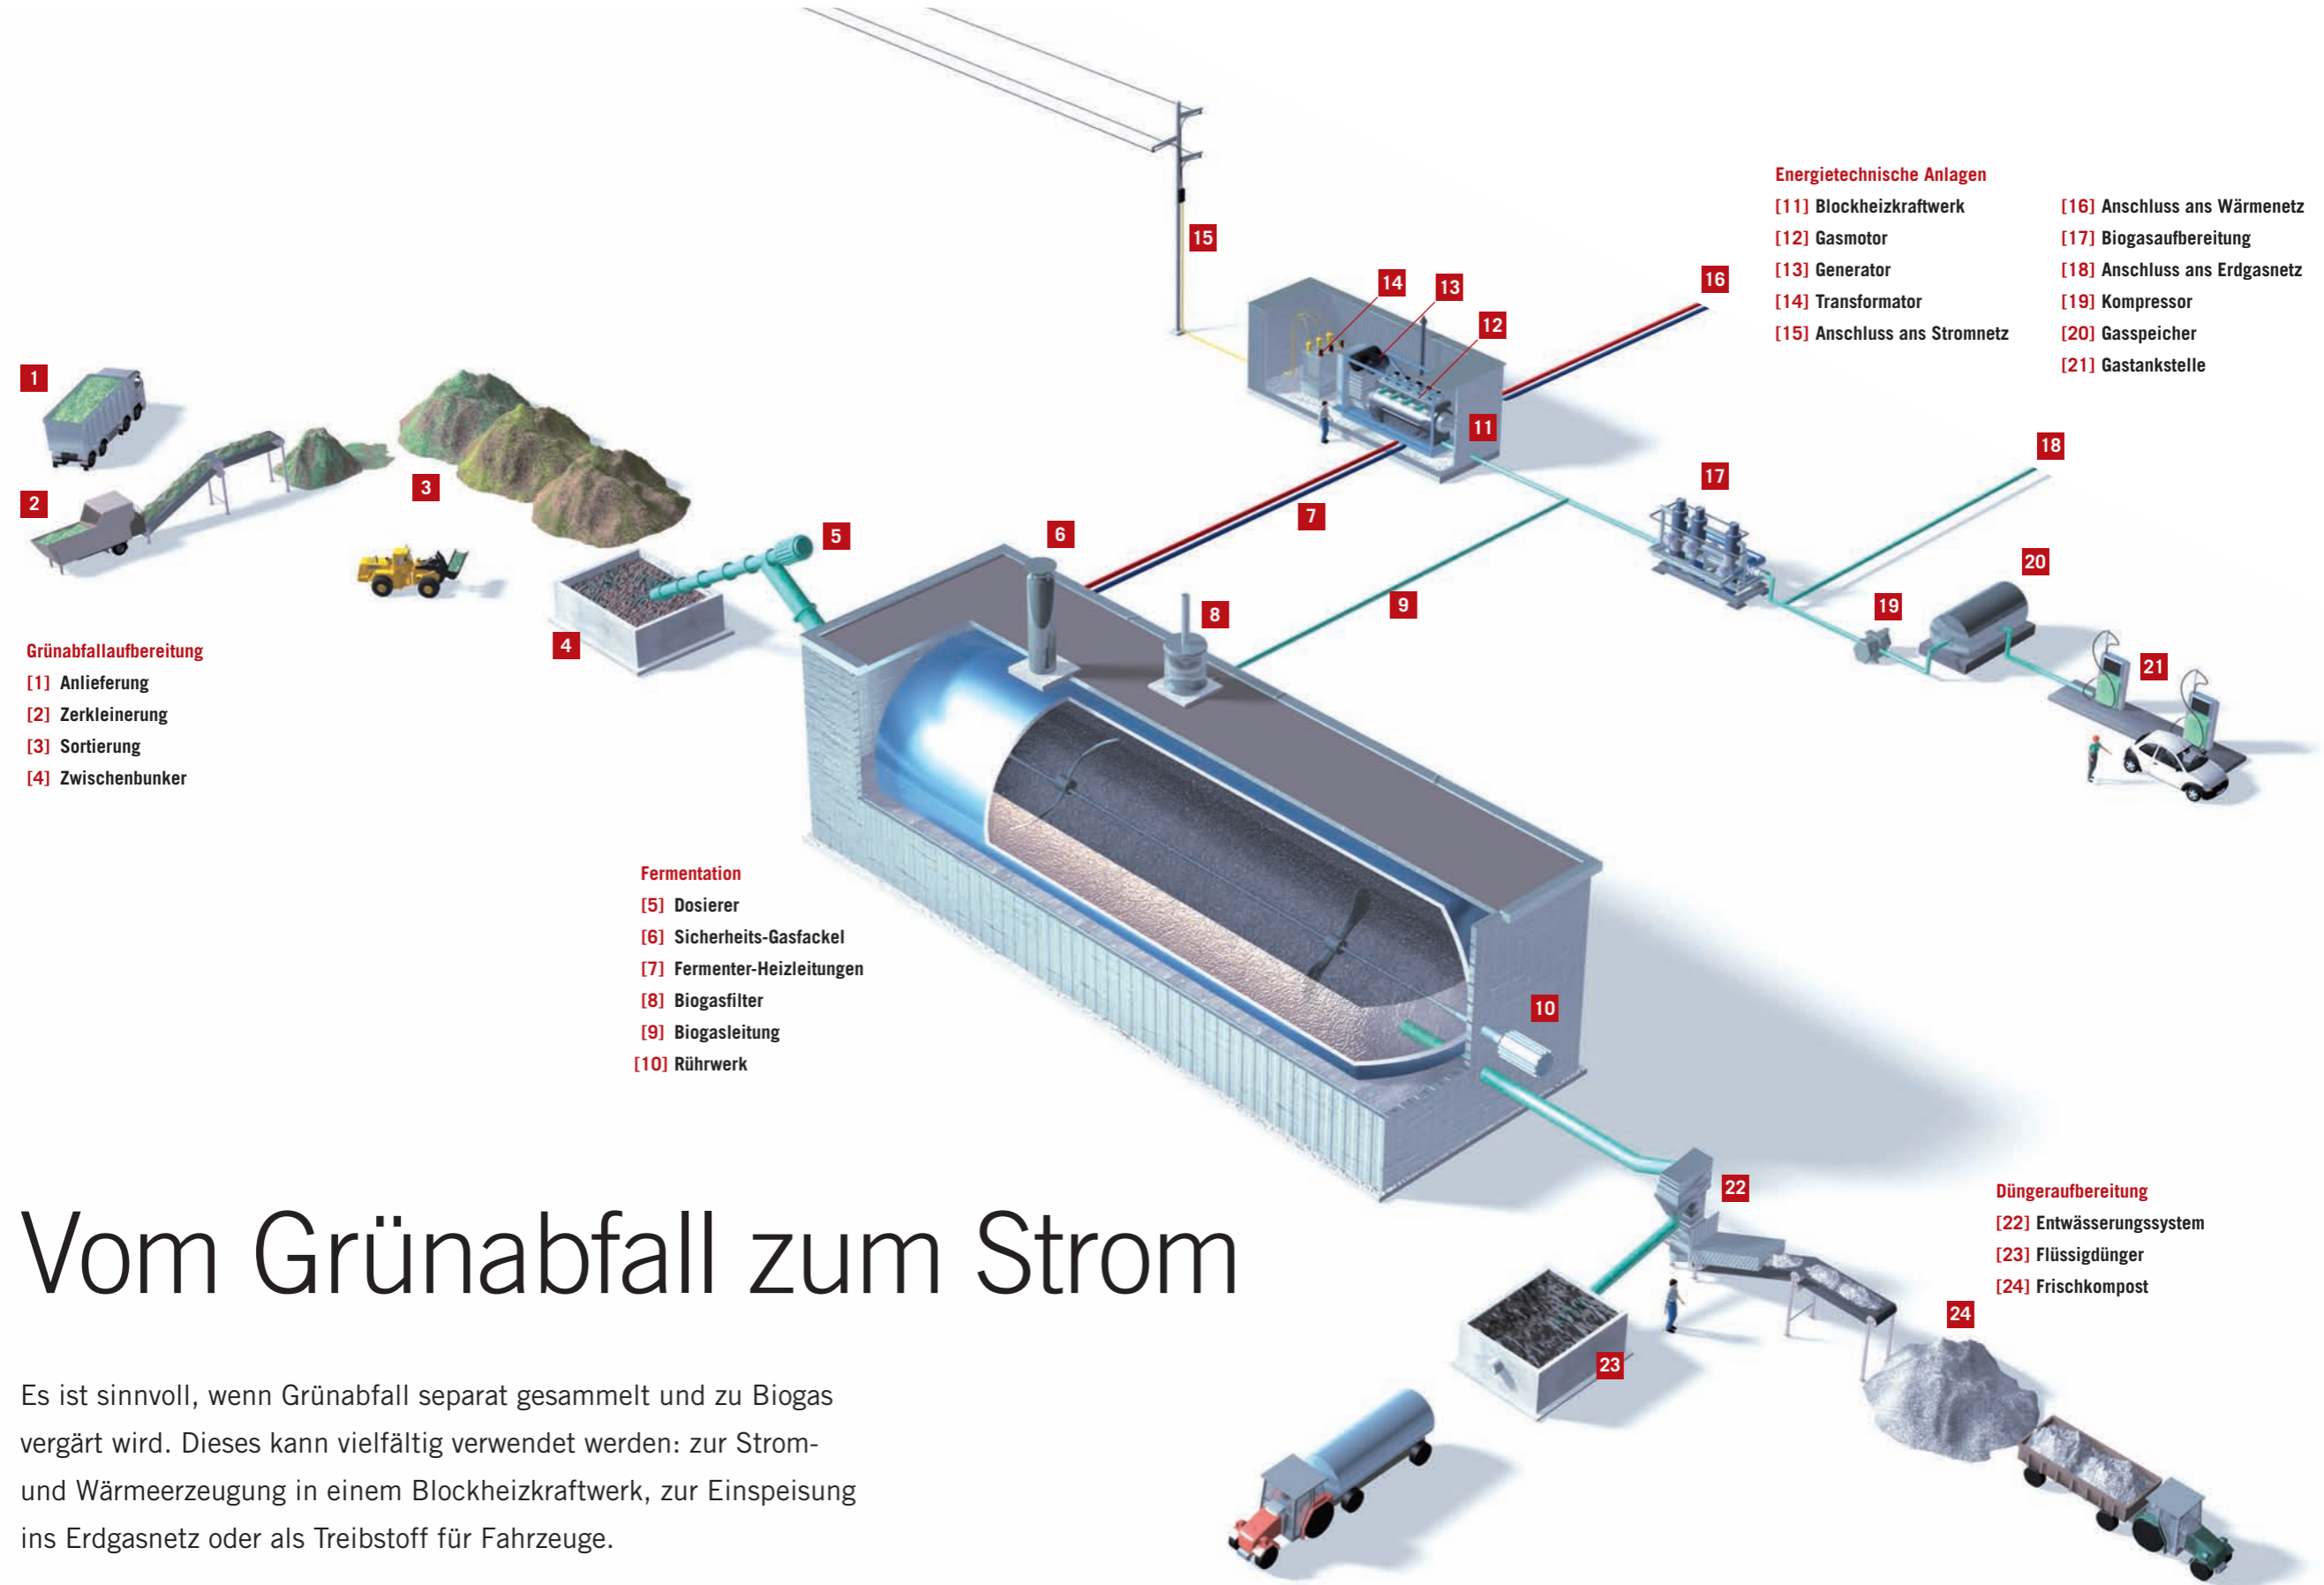 15
14
13
12
16
11
1
2
3
5
4
6
7
8
9
17
18
19
20
21
10
22
23
24
Energietechnische Anlagen
[11] Blockheizkraftwerk
[12] Gasmotor
[13] Generator
[14] Transformator
[15] Anschluss ans Stromnetz
[16] Anschluss ans Wärmenetz
[17] Biogasaufbereitung
[18] Anschluss ans Erdgasnetz
[19] Kompressor
[20] Gasspeicher
[21] Gastankstelle
Grünabfallaufbereitung
[1] Anlieferung
[2] Zerkleinerung
[3] Sortierung
[4] Zwischenbunker
Fermentation
[5] Dosierer
[6] Sicherheits-Gasfackel
[7] Fermenter-Heizleitungen
[8] Biogasfilter
[9] Biogasleitung
[10] Rührwerk
Düngeraufbereitung
[22] Entwässerungssystem
[23] Flüssigdünger
[24] Frischkompost
Vom Grünabfall zum Strom
Es ist sinnvoll, wenn Grünabfall separat gesammelt und zu Biogas
vergärt wird. Dieses kann vielfältig verwendet werden: zur Strom-
und Wärmeerzeugung in einem Blockheizkraftwerk, zur Einspeisung
ins Erdgasnetz oder als Treibstoff für Fahrzeuge.